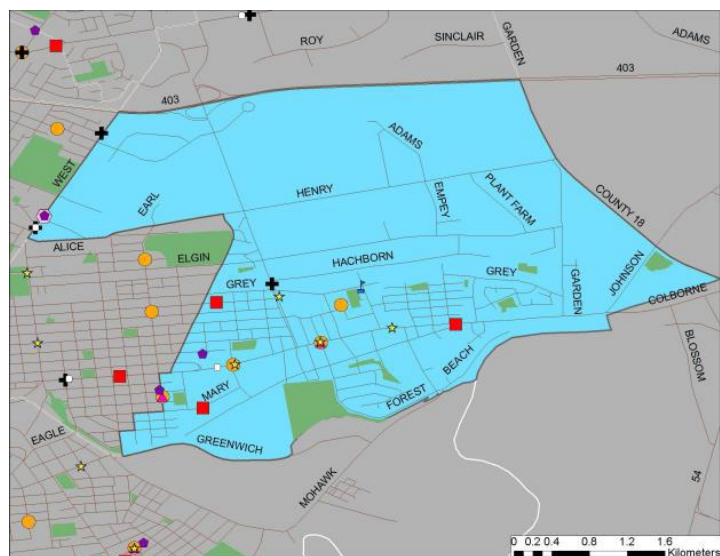 ROY
SINCLAIR
GARDEN
ADAMS
403
403
WEST
ADAMS
EARL
HENRY
EMPEY
PLANT FARM
COUNTY 18
ALICE
ELGIN
HACHBORN
GREY
GREY
GARDEN
JOHNSON
COLBORNE
BLOSSOM
BEACH
MARY
FOREST
EAGLE
GREENWICH
MOHAWK
54
0 0.2 0.4 0.8 1.2 1.6
Kilometers